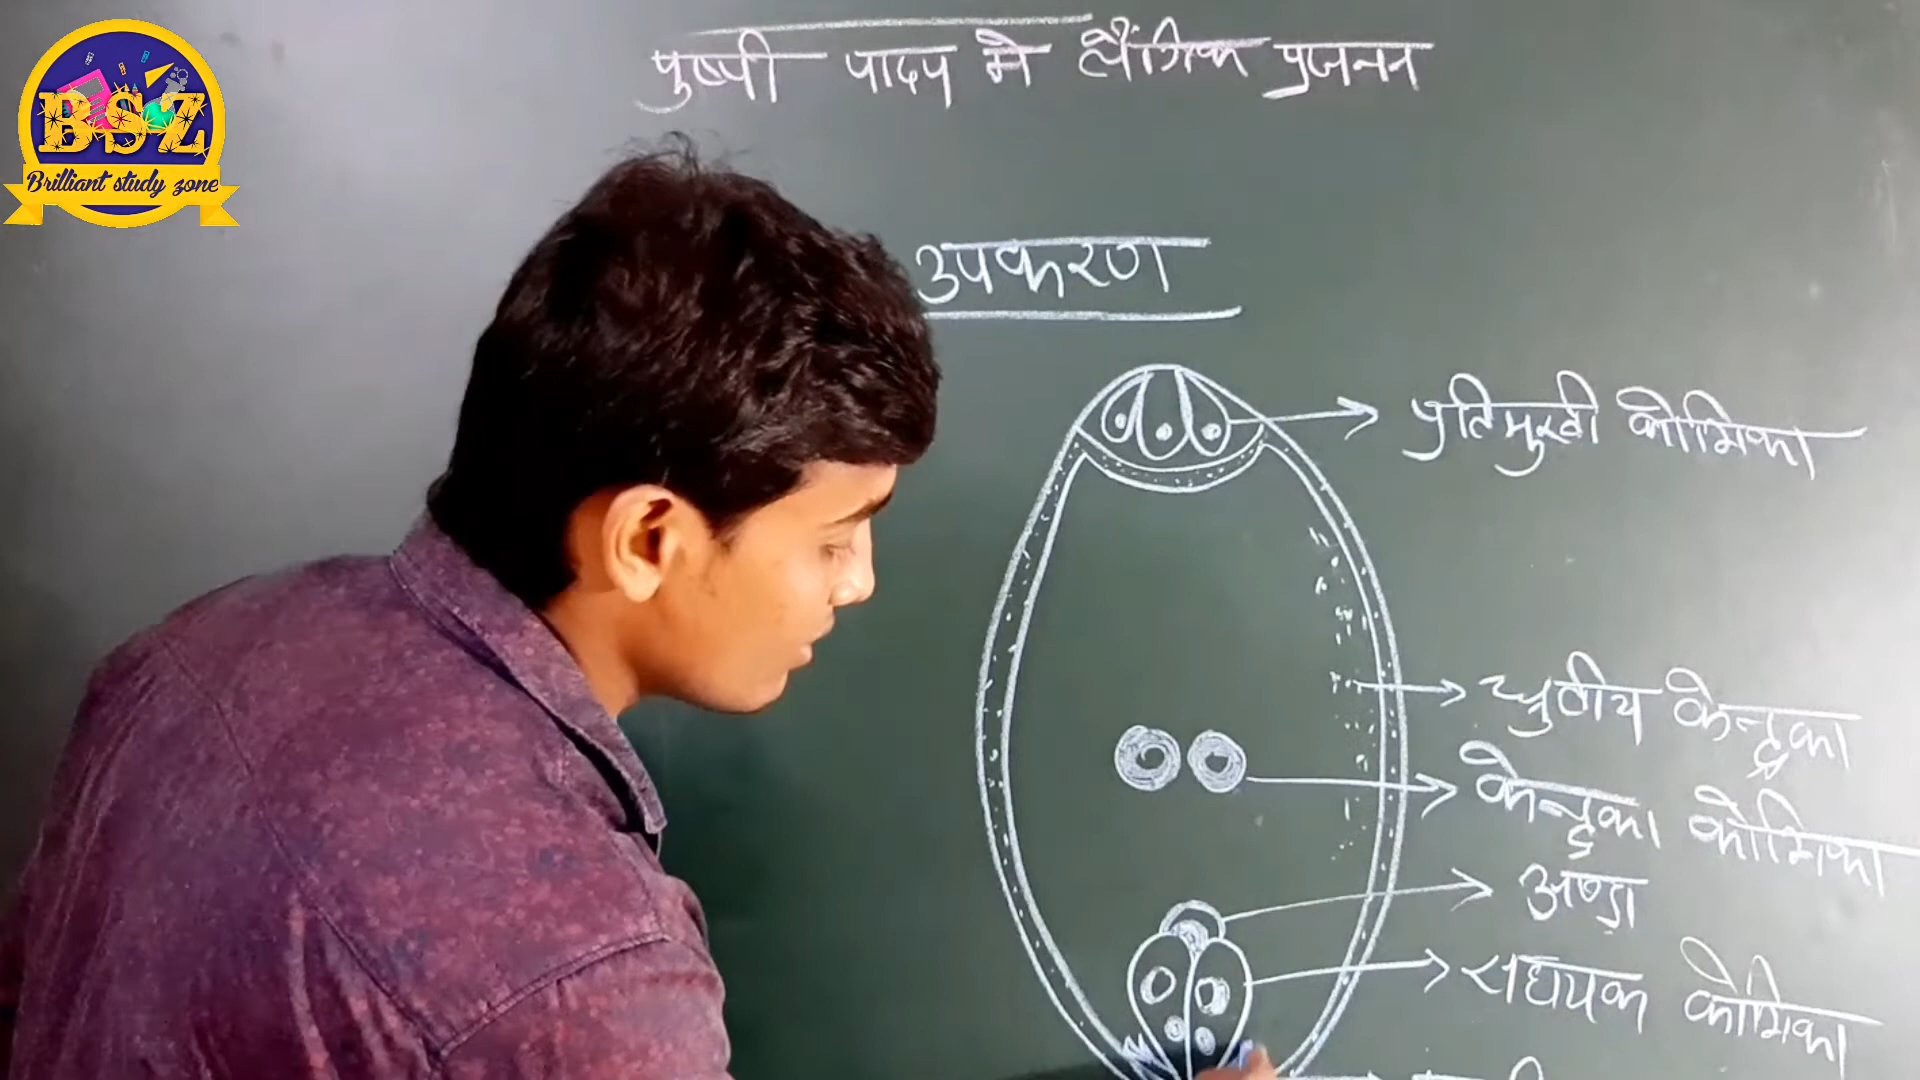 BSZ
Brilliant study zone
पुष्पी पादप मे लैंगिक प्रजनन
उपकरण
प्रतिमुखी कोशिका
ध्रुवीय केन्द्रका
केन्द्रका कोशिका
अण्डा
सहायक कोशिका